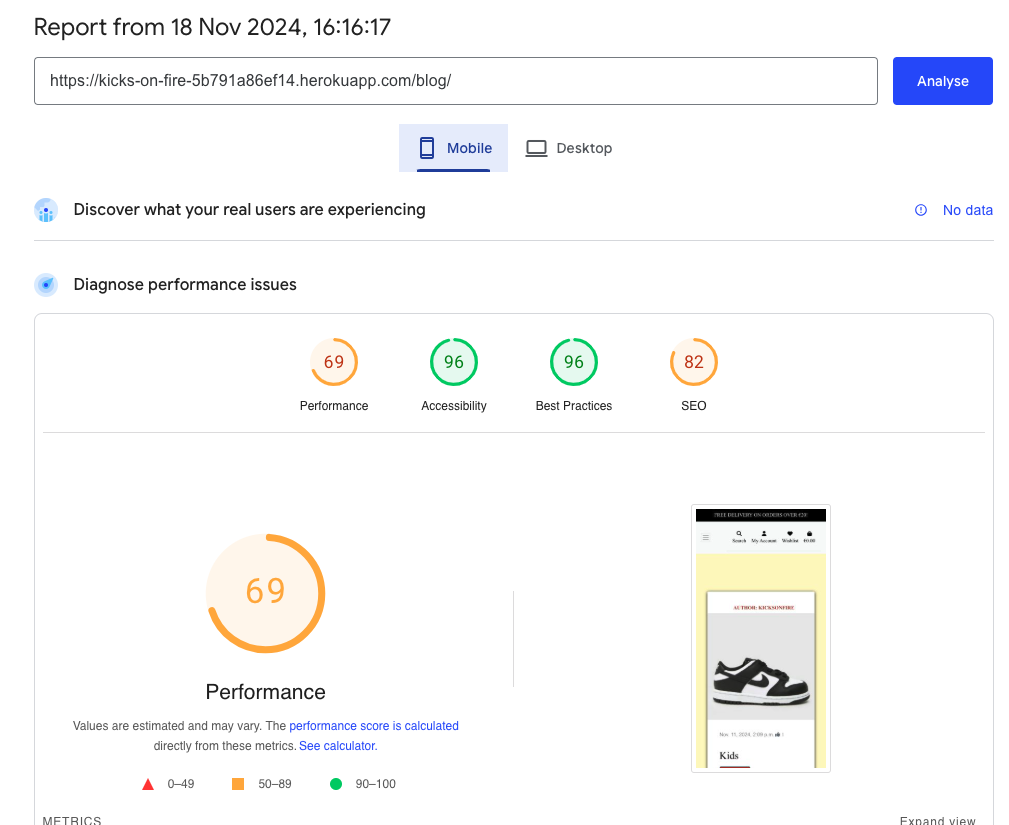 Report from 18 Nov 2024, 16:16:17
https://kicks-on-fire-5b791a86ef14.herokuapp.com/blog/
Analyse
Mobile
Desktop
Discover what your real users are experiencing
No data
Diagnose performance issues
69
96
96
82
Performance
Accessibility
Best Practices
SEO
69
Performance
Values are estimated and may vary. The performance score is calculated
directly from these metrics. See calculator.
0–49
50–89
90–100
FREE DELIVERY ON ORDERS OVER
Search
My Account
Wishlist
€0.00
AUTHOR: KICKSONFIRE
Nov. 11, 2024, 2:09 p.m.
Kids
METRICS
Expand view